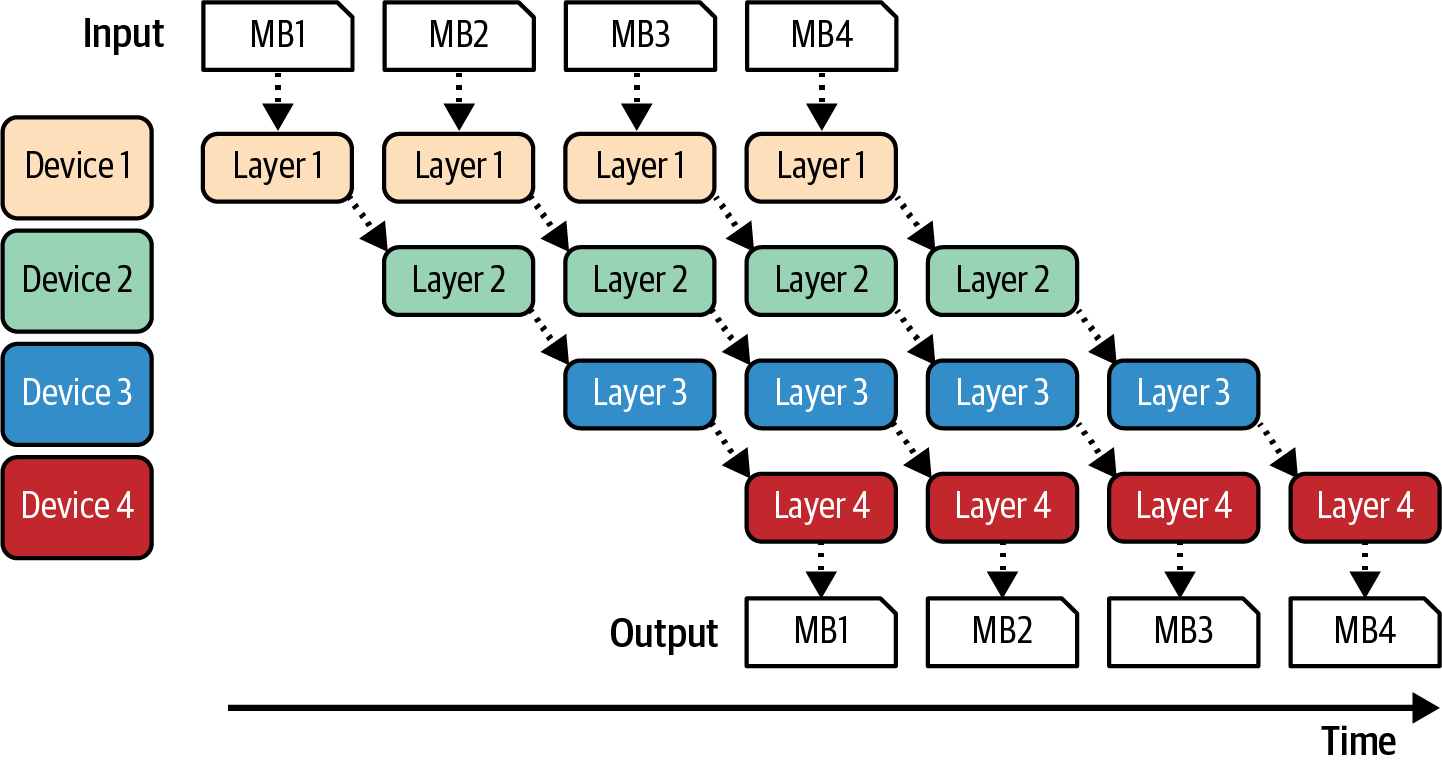 Input MB1 MB2 MB3 MB4
Device 1 Layer 1 Layer 1 Layer 1 Layer 1
Device 2 Layer 2 Layer 2 Layer 2 Layer 2
Device 3 Layer 3 Layer 3 Layer 3 Layer 3
Device 4 Layer 4 Layer 4 Layer 4 Layer 4
Output MB1 MB2 MB3 MB4
Time